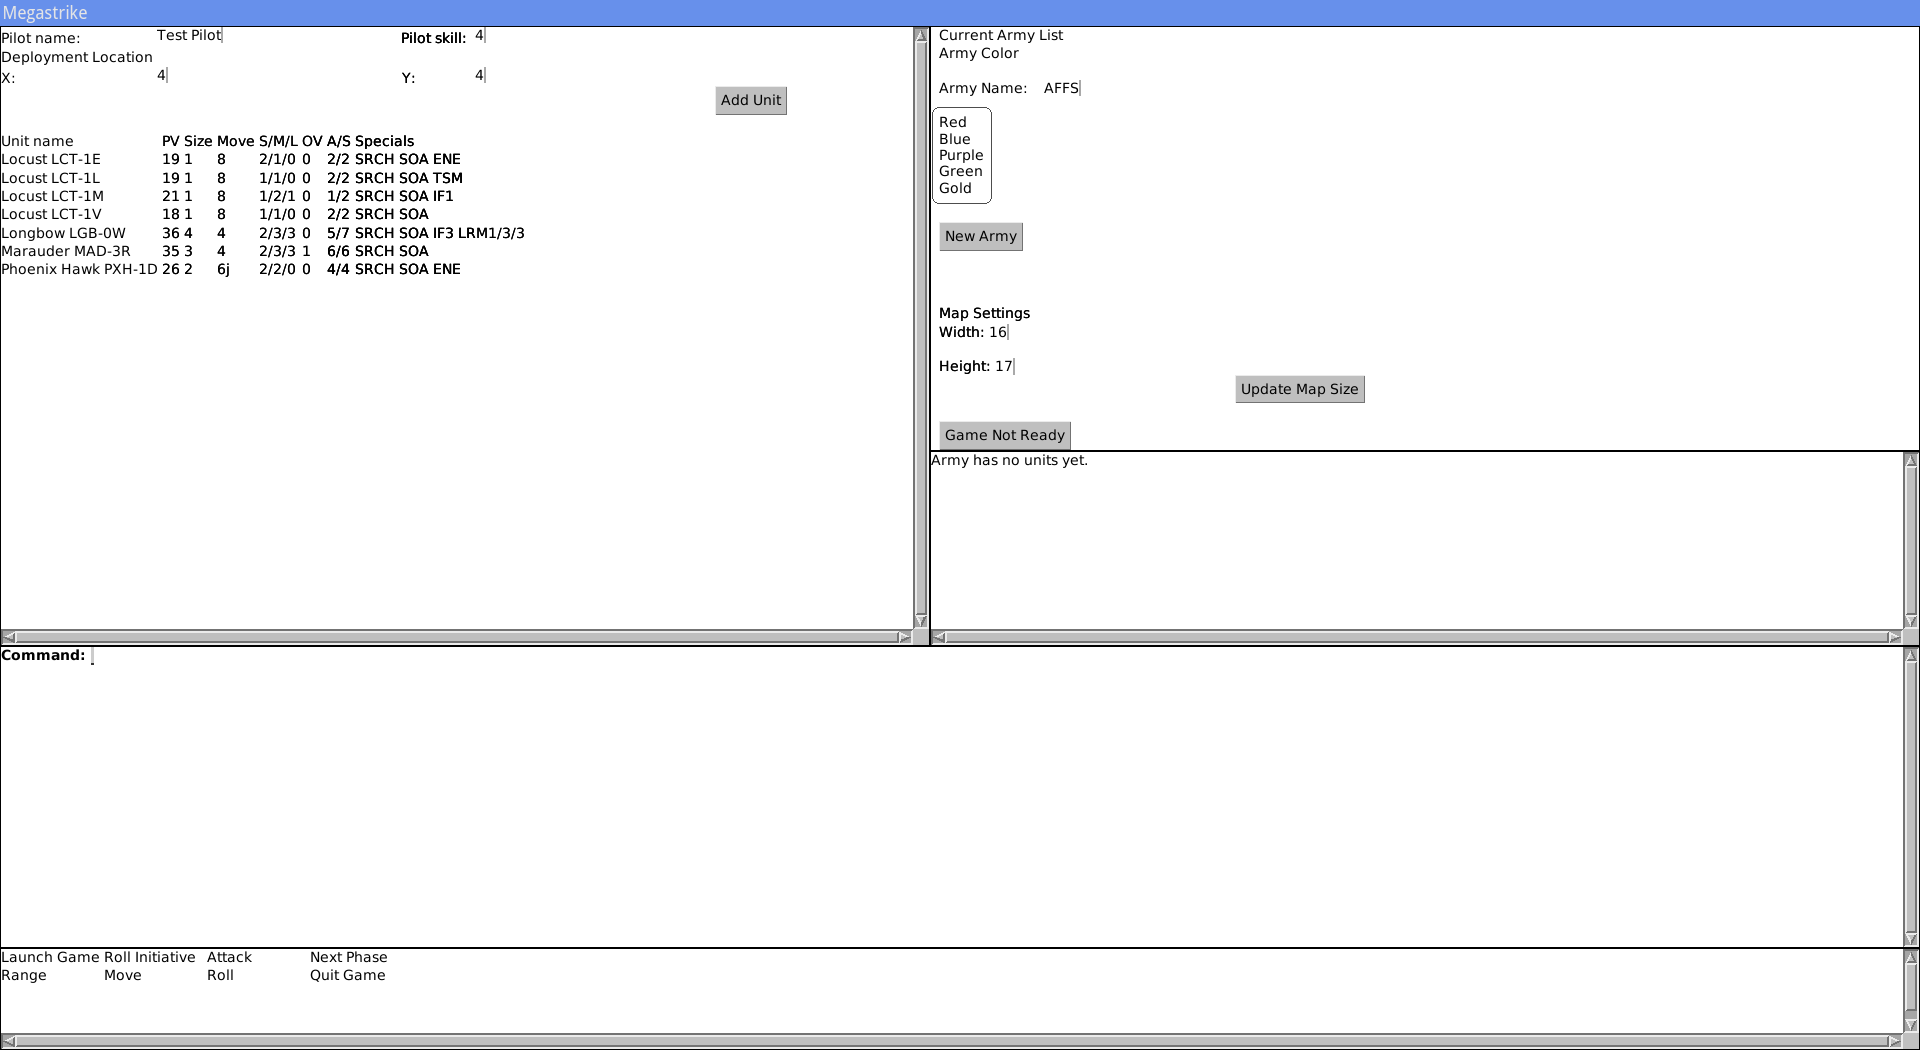 Megastrike
Pilot name: Test Pilot Pilot skill: 4
Deployment Location
X: 4 Y: 4
Add Unit
Unit name PV Size Move S/M/L OV A/S Specials
Locust LCT-1E 19 1 8 2/1/0 0 2/2 SRCH SOA ENE
Locust LCT-1L 19 1 8 1/1/0 0 2/2 SRCH SOA TSM
Locust LCT-1M 21 1 8 1/2/1 0 1/2 SRCH SOA IF1
Locust LCT-1V 18 1 8 1/1/0 0 2/2 SRCH SOA
Longbow LGB-0W 36 4 4 2/3/3 0 5/7 SRCH SOA IF3 LRM1/3/3
Marauder MAD-3R 35 3 4 2/3/3 1 6/6 SRCH SOA
Phoenix Hawk PXH-1D 26 2 6j 2/2/0 0 4/4 SRCH SOA ENE
Current Army List
Army Color
Army Name: AFFS
Red
Blue
Purple
Green
Gold
New Army
Map Settings
Width: 16
Height: 17
Update Map Size
Game Not Ready
Army has no units yet.
Command:
Launch Game Roll Initiative Attack Next Phase
Range Move Roll Quit Game